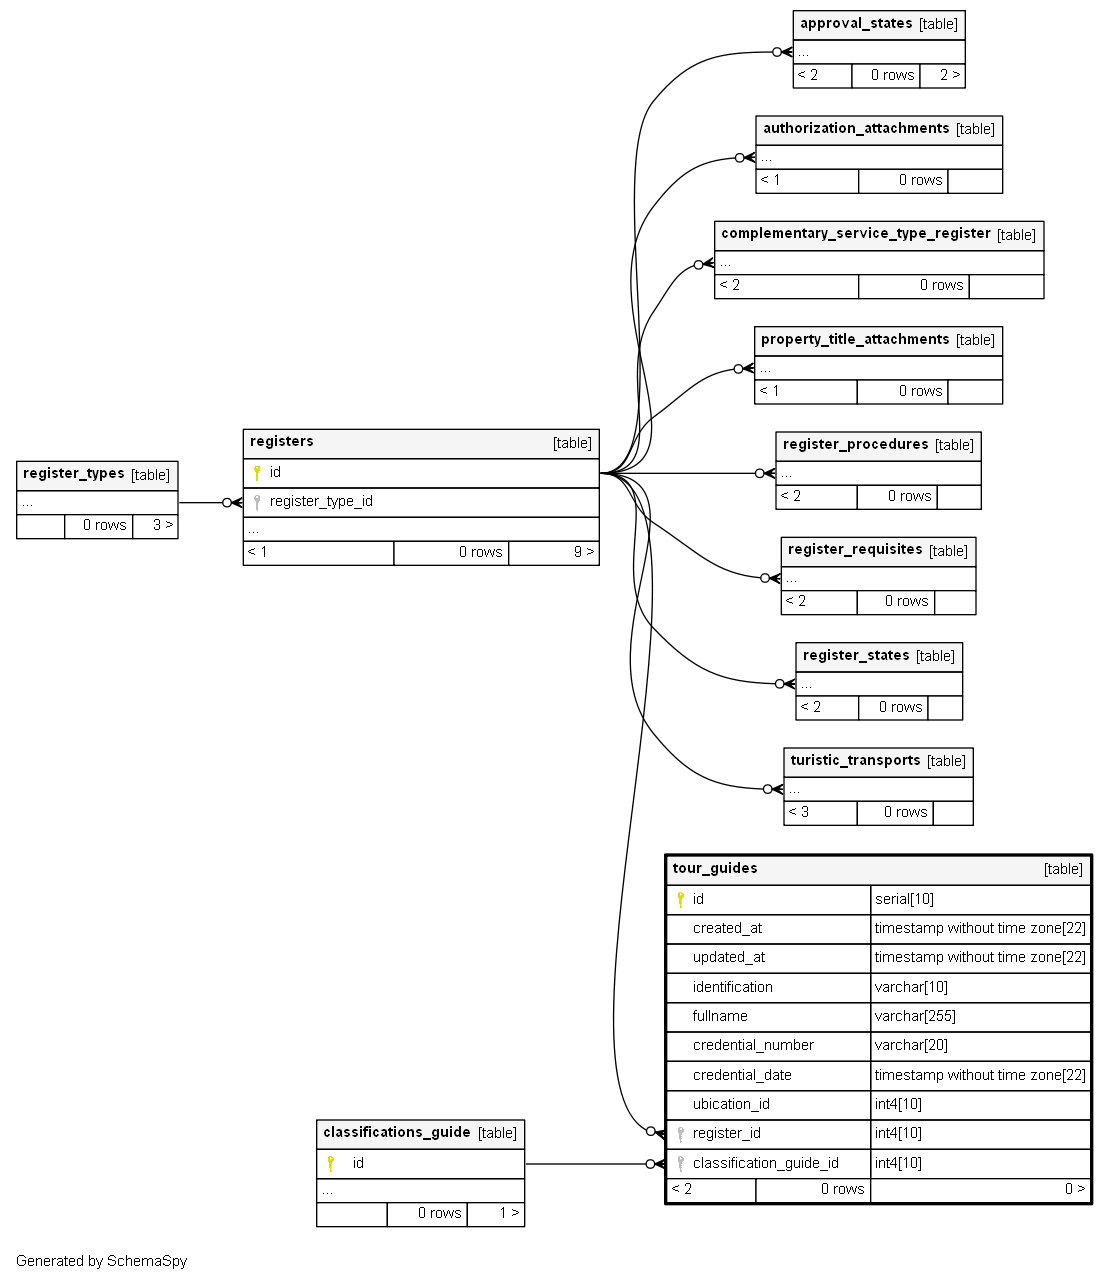 approval_states [table]
...
< 2 0 rows 2 >
authorization_attachments [table]
...
< 1 0 rows
complementary_service_type_register [table]
...
< 2 0 rows
property_title_attachments [table]
...
< 1 0 rows
register_procedures [table]
...
< 2 0 rows
register_requisites [table]
...
< 2 0 rows
register_states [table]
...
< 2 0 rows
turistic_transports [table]
...
< 3 0 rows
registers [table]
id
register_type_id
...
< 1 0 rows 9 >
register_types [table]
...
0 rows 3 >
tour_guides [table]
id serial[10]
created_at timestamp without time zone[22]
updated_at timestamp without time zone[22]
identification varchar[10]
fullname varchar[255]
credential_number varchar[20]
credential_date timestamp without time zone[22]
ubication_id int4[10]
register_id int4[10]
classification_guide_id int4[10]
< 2 0 rows 0 >
classifications_guide [table]
id
...
0 rows 1 >
Generated by SchemaSpy